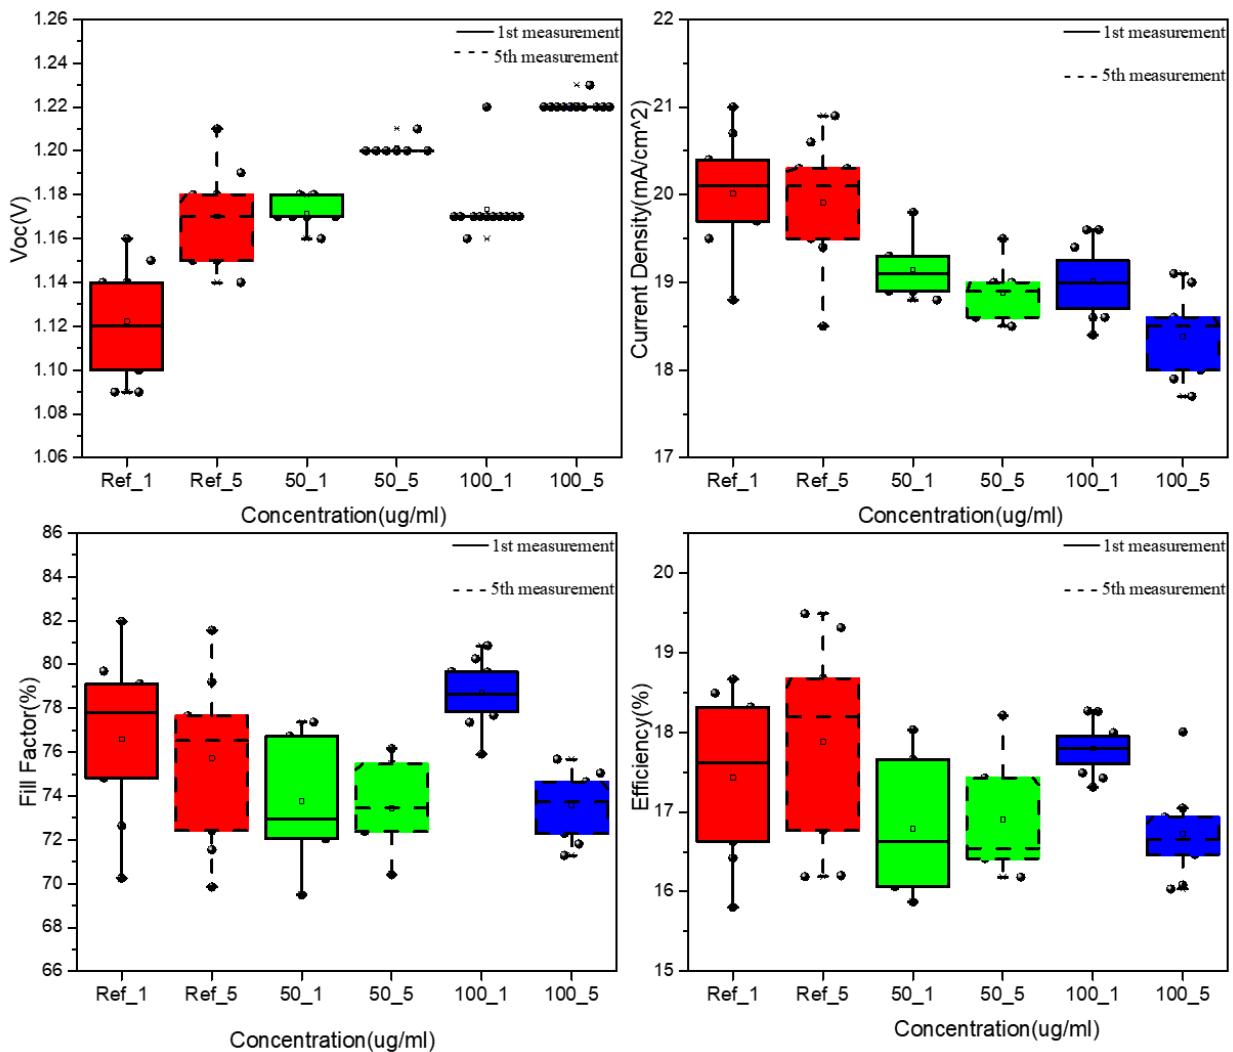 1.26
1.24
1.22
1.20
1.18
1.16
1.14
1.12
1.10
1.08
1.06
Voc(V)
1st measurement
5th measurement
Ref_1 Ref_5 50_1 50_5 100_1 100_5
Concentration(ug/ml)
22
21
20
19
18
17
Current Density(mA/cm^2)
1st measurement
5th measurement
Ref_1 Ref_5 50_1 50_5 100_1 100_5
Concentration(ug/ml)
86
84
82
80
78
76
74
72
70
68
66
Fill Factor(%)
1st measurement
5th measurement
Ref_1 Ref_5 50_1 50_5 100_1 100_5
Concentration(ug/ml)
20
19
18
17
16
15
Efficiency(%)
1st measurement
5th measurement
Ref_1 Ref_5 50_1 50_5 100_1 100_5
Concentration(ug/ml)